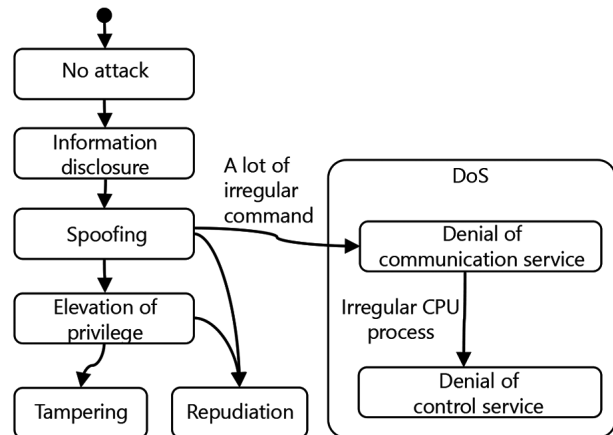 No attack
Information
disclosure
A lot of
irregular
command
DoS
Spoofing
Denial of
communication service
Elevation of
privilege
Irregular CPU
process
Tampering
Repudiation
Denial of
control service